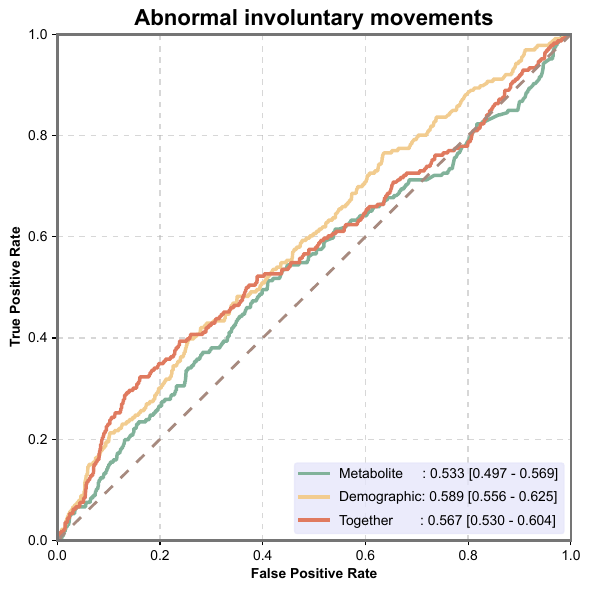 Abnormal involuntary movements
1.0
0.8
0.6
0.4
0.2
0.0
True Positive Rate
Metabolite : 0.533 [0.497 - 0.569]
Demographic: 0.589 [0.556 - 0.625]
Together : 0.567 [0.530 - 0.604]
0.0 0.2 0.4 0.6 0.8 1.0
False Positive Rate